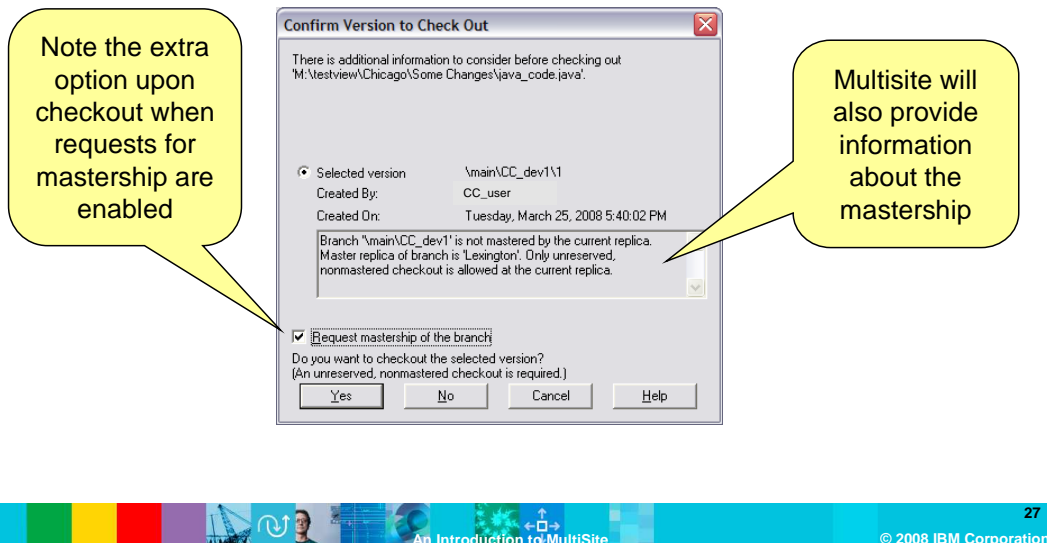 Note the extra
option upon
checkout when
requests for
mastership are
enabled
Confirm Version to Check Out
There is additional information to consider before checking out
'M:\testview\Chicago\Some Changes\java_code.java'.
Selected version \main\CC_dev1\1
Created By: CC_user
Created On: Tuesday, March 25, 2008 5:40:02 PM
Branch '\main\CC_dev1' is not mastered by the current replica.
Master replica of branch is 'Lexington'. Only unreserved,
nonmastered checkout is allowed at the current replica.
Request mastership of the branch
Do you want to checkout the selected version?
(An unreserved, nonmastered checkout is required.)
Yes No Cancel Help
Multisite will
also provide
information
about the
mastership
27
An Introduction to MultiSite
© 2008 IBM Corporation